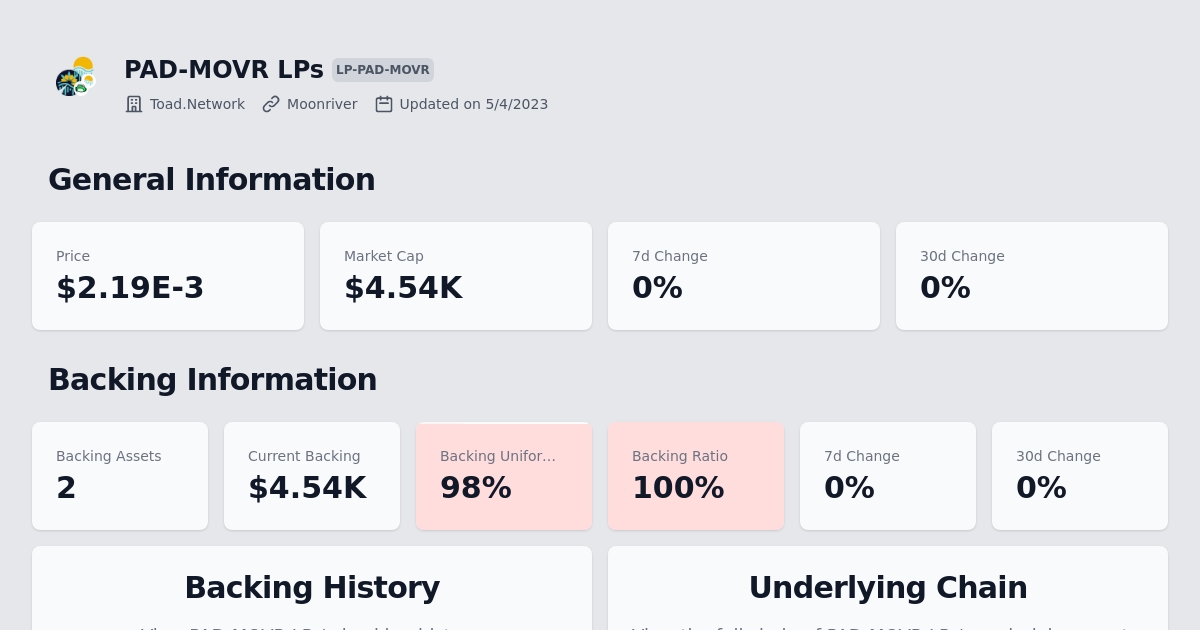 PAD-MOVR LPs LP-PAD-MOVR
Toad.Network Moonriver Updated on 5/4/2023
General Information
Price Market Cap 7d Change 30d Change
$2.19E-3 $4.54K 0% 0%
Backing Information
Backing Assets Current Backing Backing Unifor... Backing Ratio 7d Change 30d Change
2 $4.54K 98% 100% 0% 0%
Backing History Underlying Chain